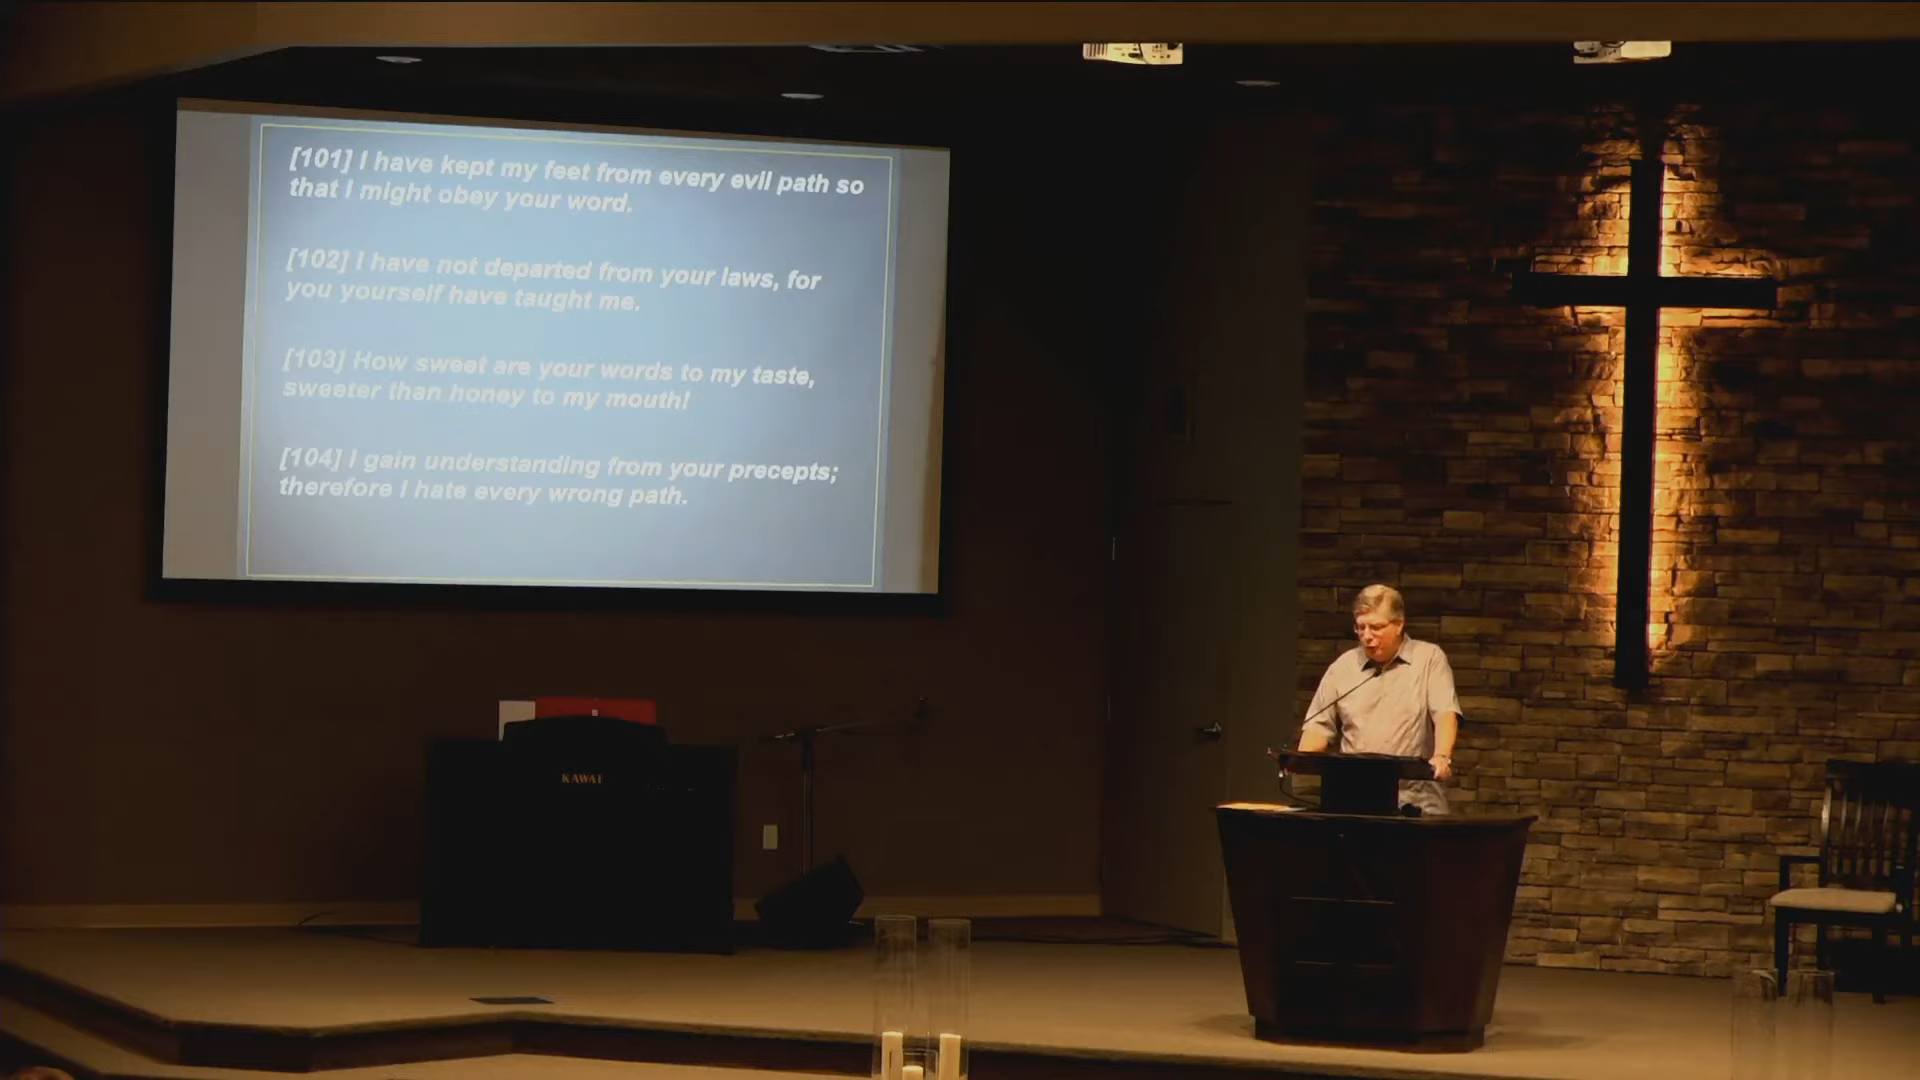 [101] I have kept my feet from every evil path so
that I might obey your word.
[102] I have not departed from your laws, for
you yourself have taught me.
[103] How sweet are your words to my taste,
sweeter than honey to my mouth!
[104] I gain understanding from your precepts;
therefore I hate every wrong path.
KAWAI